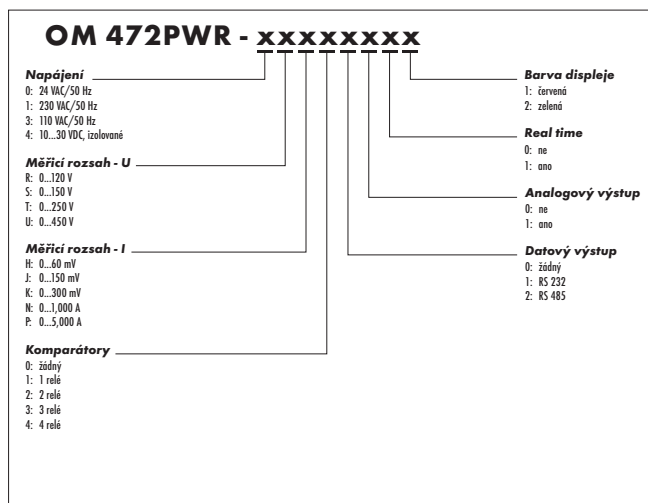 OM 472PWR - xxxxxxxx
Napájení
0: 24 VAC/50 Hz
1: 230 VAC/50 Hz
3: 110 VAC/50 Hz
4: 10...30 VDC, izolované
Měřicí rozsah - U
R: 0...120 V
S: 0...150 V
T: 0...250 V
U: 0...450 V
Měřicí rozsah - I
H: 0...60 mV
J: 0...150 mV
K: 0...300 mV
N: 0...1,000 A
P: 0...5,000 A
Komparátory
0: žádný
1: 1 relé
2: 2 relé
3: 3 relé
4: 4 relé
Barva displeje
1: červená
2: zelená
Real time
0: ne
1: ano
Analogový výstup
0: ne
1: ano
Datový výstup
0: žádný
1: RS 232
2: RS 485